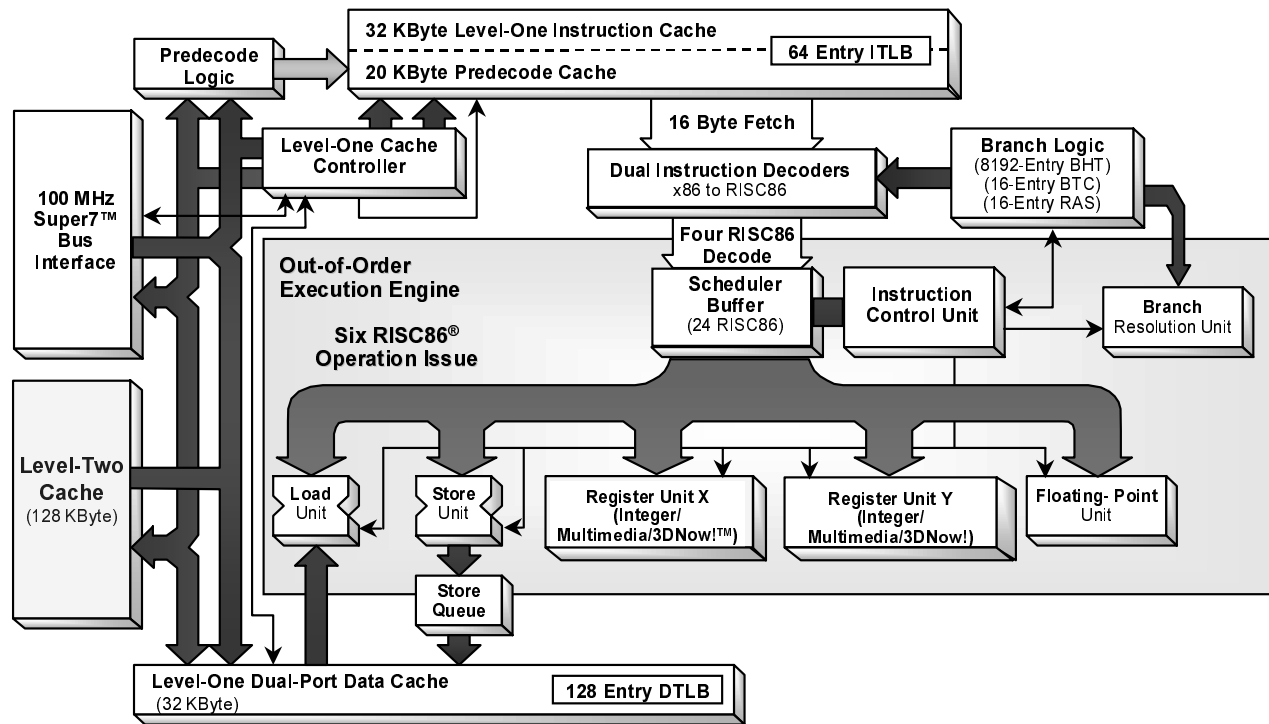 32 KByte Level-One Instruction Cache
64 Entry ITLB
20 KByte Predecode Cache
Predecode
Logic
16 Byte Fetch
Level-One Cache
Controller
Dual Instruction Decoders
x86 to RISC86
Branch Logic
(8192-Entry BHT)
(16-Entry BTC)
(16-Entry RAS)
100 MHz
Super7™
Bus
Interface
Four RISC86
Decode
Out-of-Order
Execution Engine
Scheduler
Buffer
(24 RISC86)
Instruction
Control Unit
Branch
Resolution Unit
Six RISC86®
Operation Issue
Level-Two
Cache
(128 KByte)
Load
Unit
Store
Unit
Register Unit X
(Integer/
Multimedia/3DNow!™)
Register Unit Y
(Integer/
Multimedia/3DNow!)
Floating- Point
Unit
Store
Queue
Level-One Dual-Port Data Cache
(32 KByte)
128 Entry DTLB